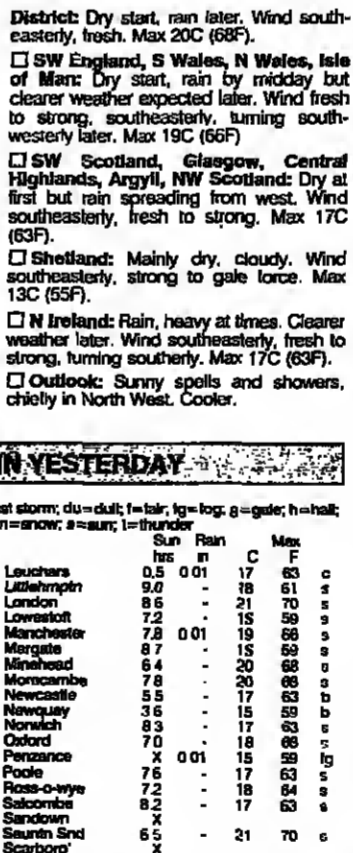 District: Dry start, rain later. Wind south-
easterly, fresh. Max 20C (68F).
☐ SW England, S Wales, N Wales, Isle
of Man: Dry start, rain by midday but
clearer weather expected later. Wind fresh
to strong, southeasterly, turning south-
westerly later. Max 19C (66F)
☐ SW Scotland, Glasgow, Central
Highlands, Argyll, NW Scotland: Dry at
first but rain spreading from west. Wind
southeasterly, fresh to strong. Max 17C
(63F).
☐ Shetland: Mainly dry, cloudy. Wind
southeasterly, strong to gale force. Max
13C (55F).
☐ N Ireland: Rain, heavy at times. Clearer
weather later. Wind southeasterly, fresh to
strong, turning southerly. Max 17C (63F).
☐ Outlook: Sunny spells and showers,
chiefly in North West. Cooler.
IN YESTERDAY
st storm; du=dull; f=fair; fg=fog; g=gale; h=hail;
n=snow; s=sun; t=thunder
Sun Rain Max
hrs in C F
Leuchars 0.5 0 01 17 63 c
Littlehmptn 9.0 - 18 61 s
London 8 6 - 21 70 s
Lowestoft 7.2 - 15 59 s
Manchester 7.8 0 01 19 66 s
Margate 8 7 - 15 59 s
Minehead 6 4 - 20 68
Morecambe 7 8 - 20 68 s
Newcastle 5 5 - 17 63 b
Newquay 3 6 - 15 59 b
Norwich 8 3 - 17 63 s
Oxford 7 0 - 18 66 s
Penzance X 0 01 15 59 fg
Poole 7 6 - 17 63 s
Ross-o-wye 7.2 - 18 64 s
Salcombe 8.2 - 17 63 s
Sandown X
Saunton Snd 6 5 - 21 70 s
Scarboro' X